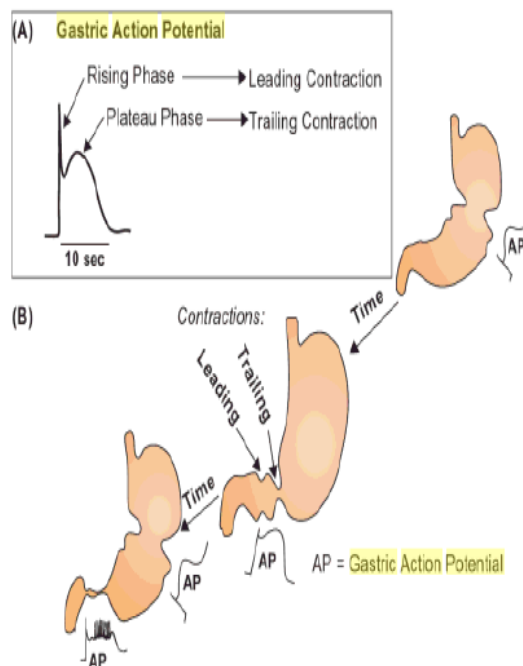 (A) Gastric Action Potential
Rising Phase Leading Contraction
Plateau Phase Trailing Contraction
10 sec
AP
(B)
Time
Contractions:
Leading
Trailing
Time
AP
AP
AP = Gastric Action Potential
AP